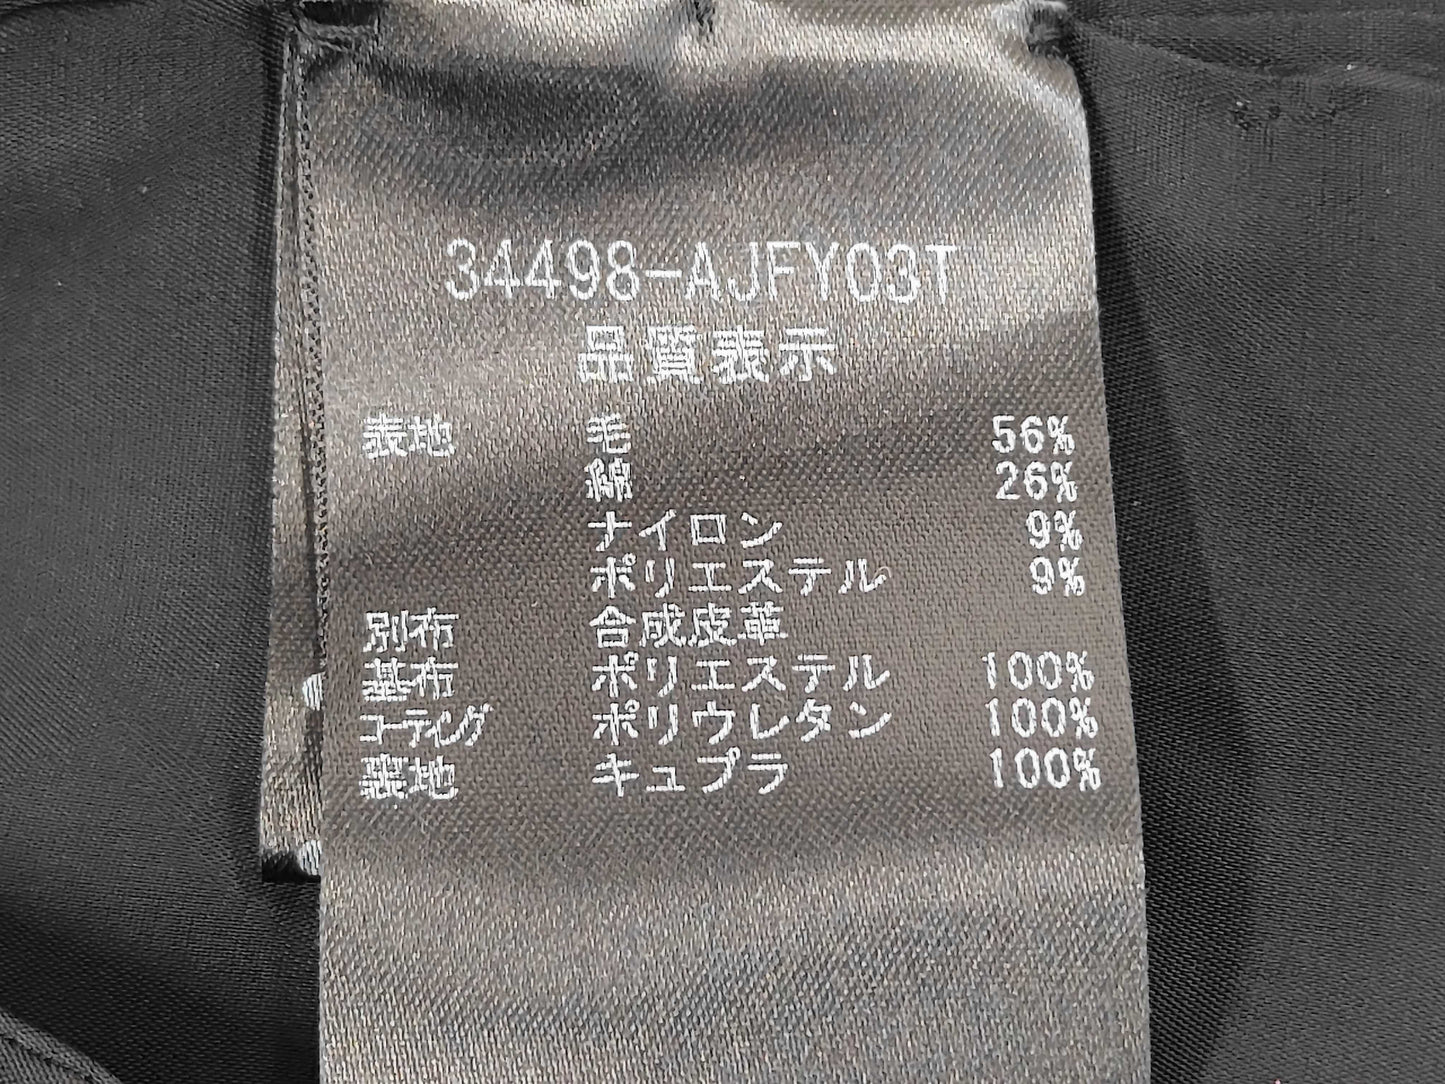 34498-AJFY03T
品質表示
表地 毛 56%
綿 26%
ナイロン 9%
ポリエステル 9%
別布 合成皮革
基布 ポリエステル 100%
コーティング ポリウレタン 100%
裏地 キュプラ 100%